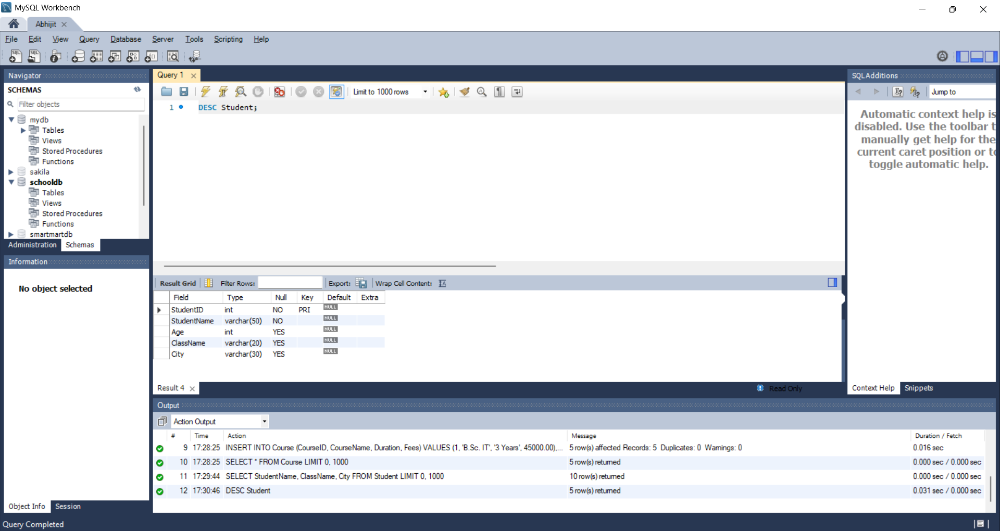 MySQL Workbench
Abhijit
File Edit View Query Database Server Tools Scripting Help
Navigator
SCHEMAS
Filter objects
mydb
Tables
Views
Stored Procedures
Functions
sakila
schooldb
Tables
Views
Stored Procedures
Functions
smartmartdb
Administration Schemas
Information
No object selected
Object Info Session
Query 1
Limit to 1000 rows
1 DESC Student;
Result Grid Filter Rows: Export: Wrap Cell Content:
Field Type Null Key Default Extra
StudentID int NO PRI NULL
StudentName varchar(50) NO NULL
Age int YES NULL
ClassName varchar(20) YES NULL
City varchar(30) YES NULL
Result 4 Read Only
SQLAdditions
Jump to
Automatic context help is
disabled. Use the toolbar t
manually get help for the
current caret position or to
toggle automatic help.
Context Help Snippets
Output
Action Output
# Time Action Message Duration / Fetch
9 17:28:25 INSERT INTO Course (CourseID, CourseName, Duration, Fees) VALUES (1, 'B.Sc. IT', '3 Years', 45000.00),... 5 row(s) affected Records: 5 Duplicates: 0 Warnings: 0 0.016 sec
10 17:28:25 SELECT * FROM Course LIMIT 0, 1000 5 row(s) returned 0.000 sec / 0.000 sec
11 17:29:44 SELECT StudentName, ClassName, City FROM Student LIMIT 0, 1000 10 row(s) returned 0.000 sec / 0.000 sec
12 17:30:46 DESC Student 5 row(s) returned 0.031 sec / 0.000 sec
Query Completed